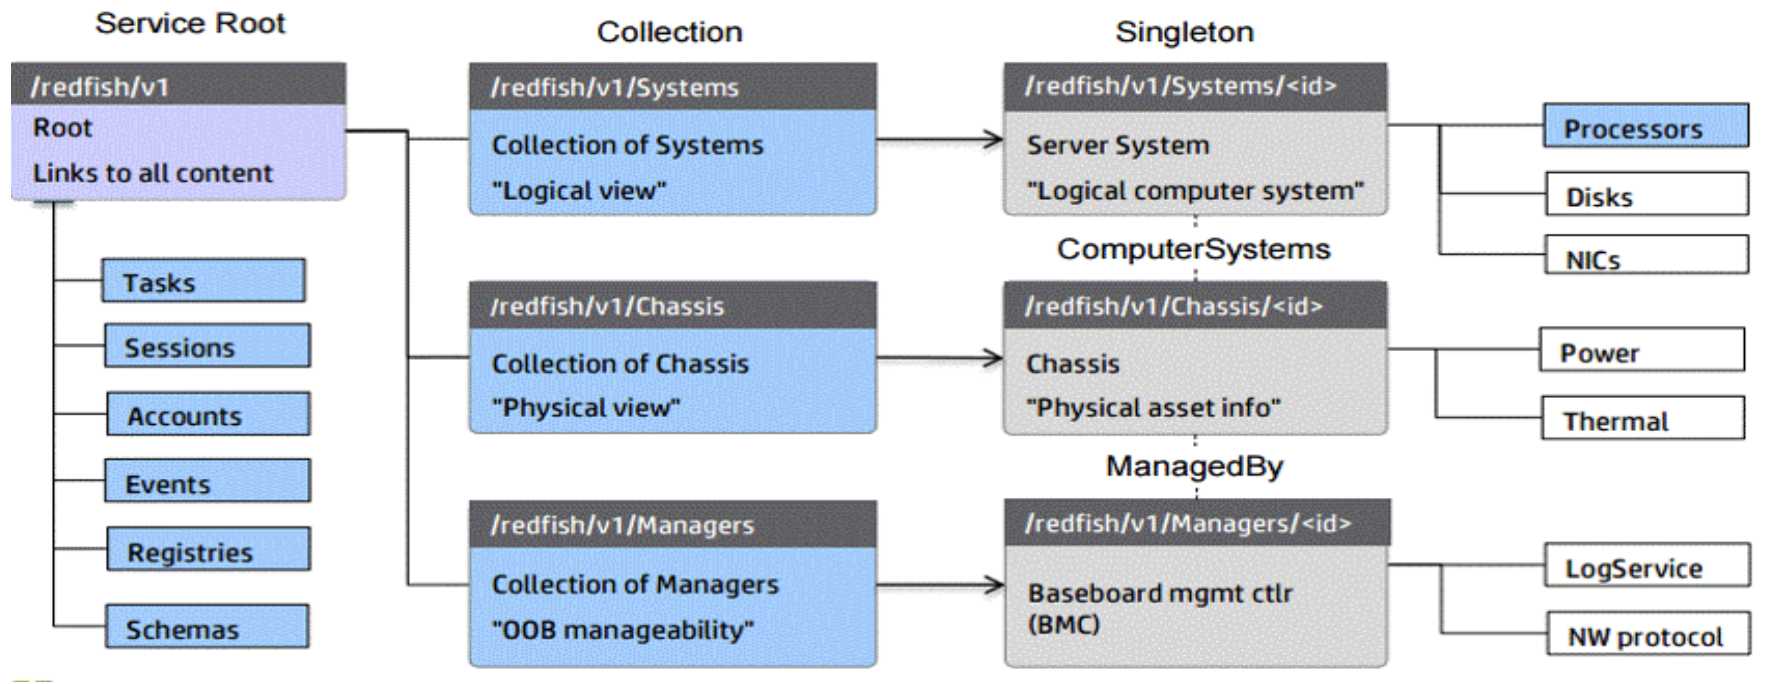 Service Root
Collection
Singleton
/redfish/v1
Root
Links to all content
Tasks
Sessions
Accounts
Events
Registries
Schemas
/redfish/v1/Systems
Collection of Systems
"Logical view"
/redfish/v1/Chassis
Collection of Chassis
"Physical view"
/redfish/v1/Managers
Collection of Managers
"OOB manageability"
/redfish/v1/Systems/<id>
Server System
"Logical computer system"
ComputerSystems
/redfish/v1/Chassis/<id>
Chassis
"Physical asset info"
ManagedBy
/redfish/v1/Managers/<id>
Baseboard mgmt ctlr
(BMC)
Processors
Disks
NICs
Power
Thermal
LogService
NW protocol